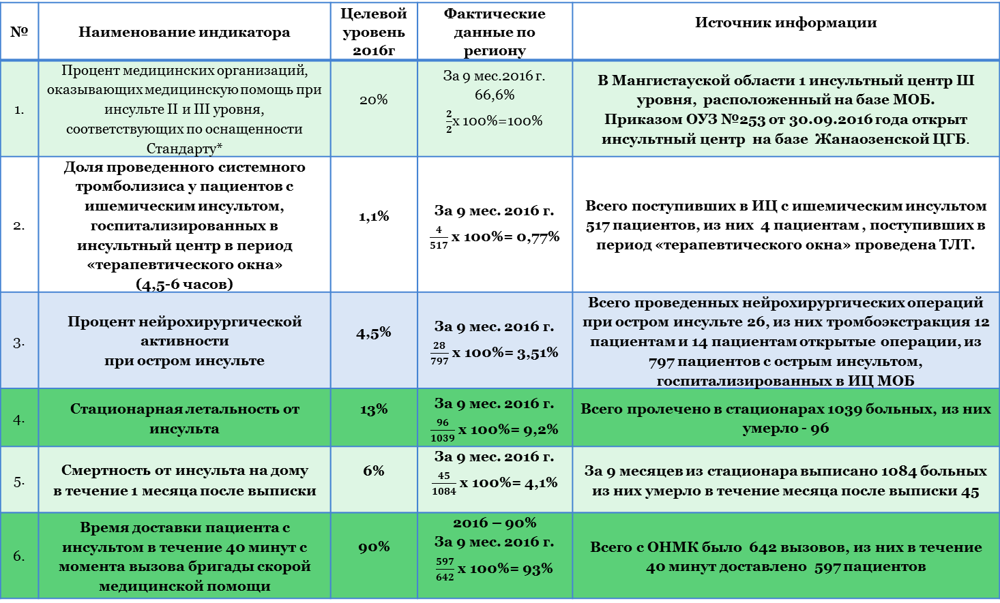 №
Наименование индикатора
Целевой
уровень
2016г
Фактические
данные по
региону
Источник информации
1.
Процент медицинских организаций,
оказывающих медицинскую помощь при
инсульте II и III уровня,
соответствующих по оснащенности
Стандарту*
20%
За 9 мес.2016 г.
66,6%
2/2 x 100%=100%
В Мангистауской области 1 инсультный центр III
уровня, расположенный на базе МОБ.
Приказом ОУЗ №253 от 30.09.2016 года открыт
инсультный центр на базе Жанаозенской ЦГБ.
2.
Доля проведенного системного
тромболизиса у пациентов с
ишемическим инсультом,
госпитализированных в
инсультный центр в период
«терапевтического окна»
(4,5-6 часов)
1,1%
За 9 мес. 2016 г.
4/517 x 100%= 0,77%
Всего поступивших в ИЦ с ишемическим инсультом
517 пациентов, из них 4 пациентам , поступивших в
период «терапевтического окна» проведена ТЛТ.
3.
Процент нейрохирургической
активности
при остром инсульте
4,5%
За 9 мес. 2016 г.
28/797 x 100%= 3,51%
Всего проведенных нейрохирургических операций
при остром инсульте 26, из них тромбоэкстракция 12
пациентам и 14 пациентам открытые операции, из
797 пациентов с острым инсультом,
госпитализированных в ИЦ МОБ
4.
Стационарная летальность от
инсульта
13%
За 9 мес. 2016 г.
96/1039 x 100%= 9,2%
Всего пролечено в стационарах 1039 больных, из них
умерло - 96
5.
Смертность от инсульта на дому
в течение 1 месяца после выписки
6%
За 9 мес. 2016 г.
45/1084 x 100%= 4,1%
За 9 месяцев из стационара выписано 1084 больных
из них умерло в течение месяца после выписки 45
6.
Время доставки пациента с
инсультом в течение 40 минут с
момента вызова бригады скорой
медицинской помощи
90%
2016 – 90%
За 9 мес. 2016 г.
597/642 x 100%= 93%
Всего с ОНМК было 642 вызовов, из них в течение
40 минут доставлено 597 пациентов